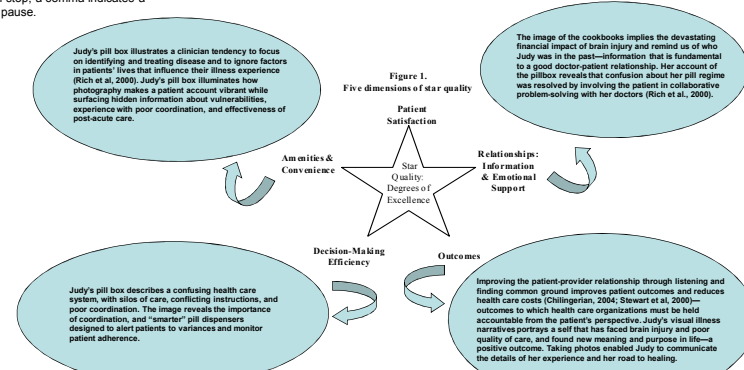 stop, a comma indicates a
pause.
Judy's pill box illustrates a clinician tendency to focus
on identifying and treating disease and to ignore factors
in patients' lives that influence their illness experience
(Rich et al, 2000). Judy's pill box illuminates how
photography makes a patient account vibrant while
surfacing hidden information about vulnerabilities,
experience with poor coordination, and effectiveness of
post-acute care.
The image of the cookbooks implies the devastating
financial impact of brain injury and remind us of who
Judy was in the past—information that is fundamental
to a good doctor-patient relationship. Her account of
the pillbox reveals that confusion about her pill regime
was resolved by involving the patient in collaborative
problem-solving with her doctors (Rich et al., 2000).
Figure 1.
Five dimensions of star quality
Patient
Satisfaction
Amenities &
Convenience
Star
Quality:
Degrees of
Excellence
Relationships:
Information
& Emotional
Support
Decision-Making
Efficiency
Outcomes
Judy's pill box describes a confusing health care
system, with silos of care, conflicting instructions, and
poor coordination. The image reveals the importance
of coordination, and "smarter" pill dispensers
designed to alert patients to variances and monitor
patient adherence.
Improving the patient-provider relationship through listening and
finding common ground improves patient outcomes and reduces
health care costs (Chilingerian, 2004; Stewart et al, 2000)—
outcomes to which health care organizations must be held
accountable from the patient's perspective. Judy's visual illness
narratives portrays a self that has faced brain injury and poor
quality of care, and found new meaning and purpose in life—a
positive outcome. Taking photos enabled Judy to communicate
the details of her experience and her road to healing.